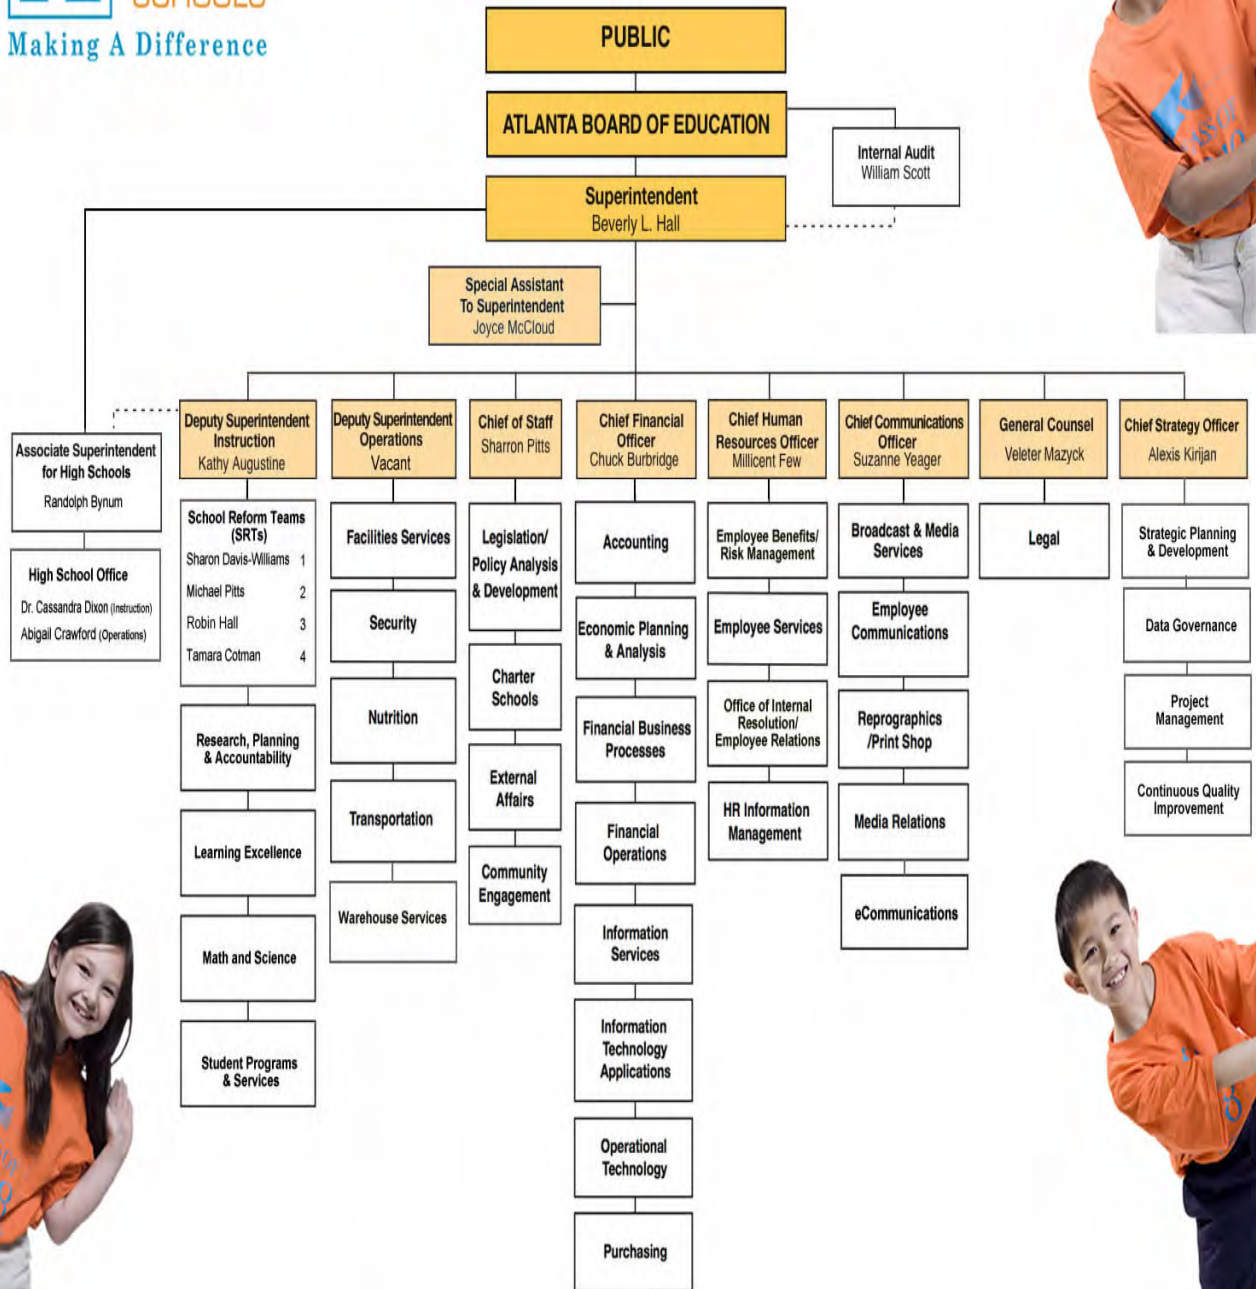 SCHOOLS
Making A Difference
PUBLIC
ATLANTA BOARD OF EDUCATION
Internal Audit
William Scott
Superintendent
Beverly L. Hall
Special Assistant
To Superintendent
Joyce McCloud
Associate Superintendent
for High Schools
Randolph Bynum
High School Office
Dr. Cassandra Dixon (Instruction)
Abigail Crawford (Operations)
Deputy Superintendent
Instruction
Kathy Augustine
School Reform Teams
(SRTs)
Sharon Davis-Williams 1
Michael Pitts 2
Robin Hall 3
Tamara Cotman 4
Research, Planning
& Accountability
Learning Excellence
Math and Science
Student Programs
& Services
Deputy Superintendent
Operations
Vacant
Facilities Services
Security
Nutrition
Transportation
Warehouse Services
Chief of Staff
Sharron Pitts
Legislation/
Policy Analysis
& Development
Charter
Schools
External
Affairs
Community
Engagement
Chief Financial
Officer
Chuck Burbridge
Accounting
Economic Planning
& Analysis
Financial Business
Processes
Financial
Operations
Information
Services
Information
Technology
Applications
Operational
Technology
Purchasing
Chief Human
Resources Officer
Millicent Few
Employee Benefits/
Risk Management
Employee Services
Office of Internal
Resolution/
Employee Relations
HR Information
Management
Chief Communications
Officer
Suzanne Yeager
Broadcast & Media
Services
Employee
Communications
Reprographics
/Print Shop
Media Relations
eCommunications
General Counsel
Veleter Mazyck
Legal
Chief Strategy Officer
Alexis Kirijan
Strategic Planning
& Development
Data Governance
Project
Management
Continuous Quality
Improvement